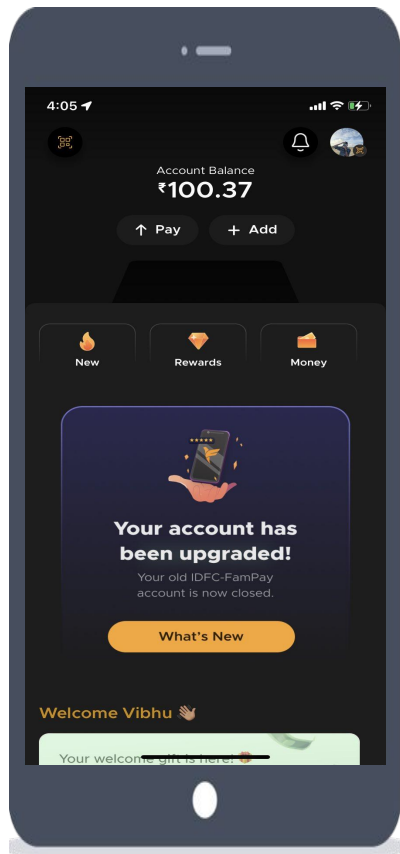 4:05
Account Balance
₹100.37
↑ Pay
+ Add
New
Rewards
Money
Your account has
been upgraded!
Your old IDFC-FamPay
account is now closed.
What's New
Welcome Vibhu 👋🏽
Your welcome gift is here!